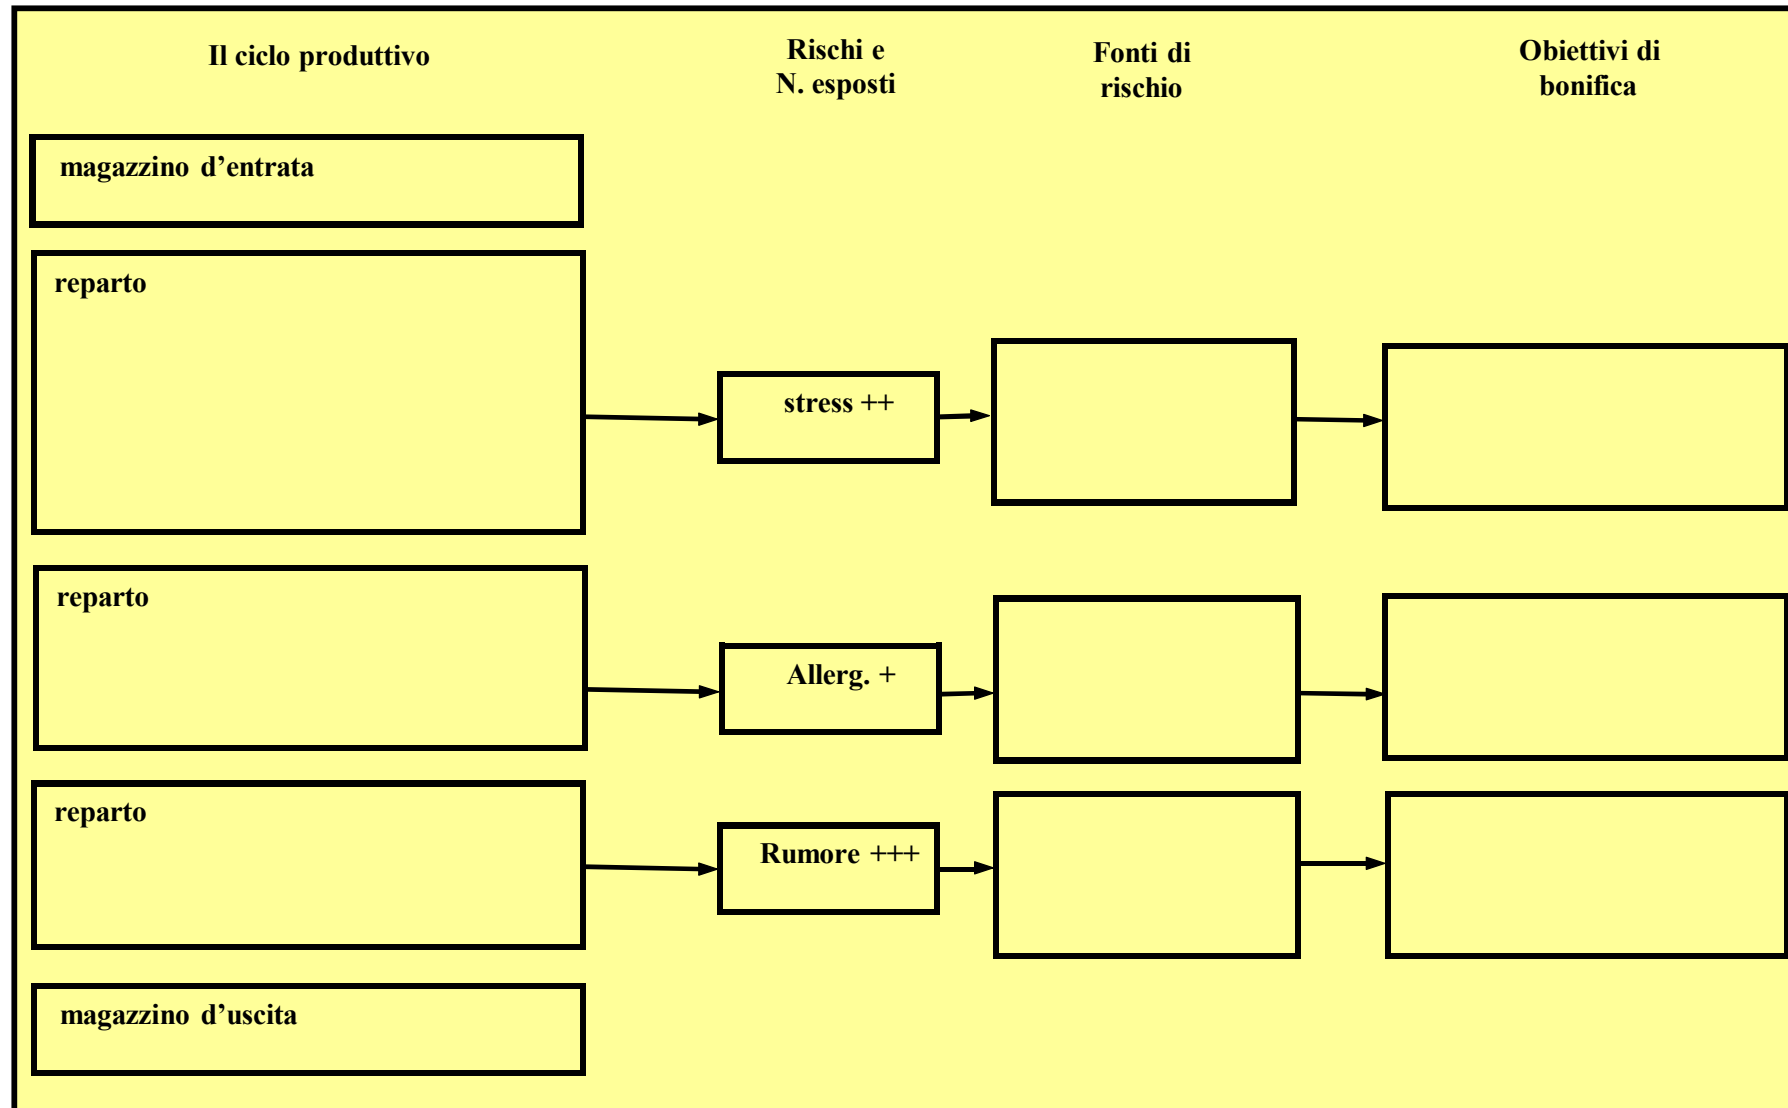 Il ciclo produttivo
Rischi e
N. esposti
Fonti di
rischio
Obiettivi di
bonifica
magazzino d’entrata
reparto
stress ++
reparto
Allerg. +
reparto
Rumore +++
magazzino d’uscita